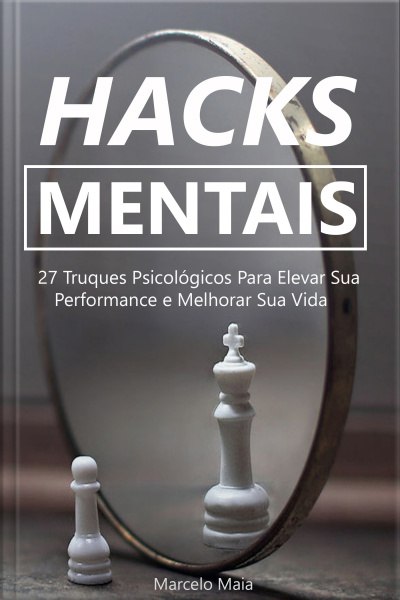 HACKS
MENTAIS
27 Truques Psicológicos Para Elevar Sua
Performance e Melhorar Sua Vida
Marcelo Maia